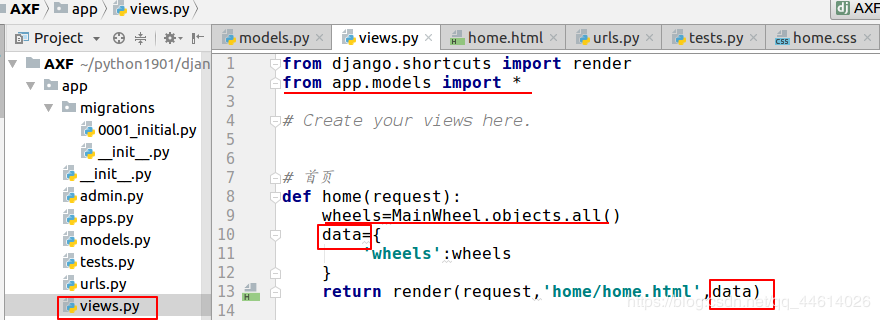 AXF app views.py AXF
Project
models.py views.py home.html urls.py tests.py home.css
AXF ~/python1901/djan
app
migrations
0001_initial.py
__init__.py
__init__.py
admin.py
apps.py
models.py
tests.py
urls.py
views.py
1 from django.shortcuts import render
2 from app.models import *
3
4 # Create your views here.
5
6
7 # 首页
8 def home(request):
9 wheels=MainWheel.objects.all()
10 data={
11 'wheels':wheels
12 }
13 return render(request,'home/home.html',data)
14
https://blog.csdn.net/qq_44614026